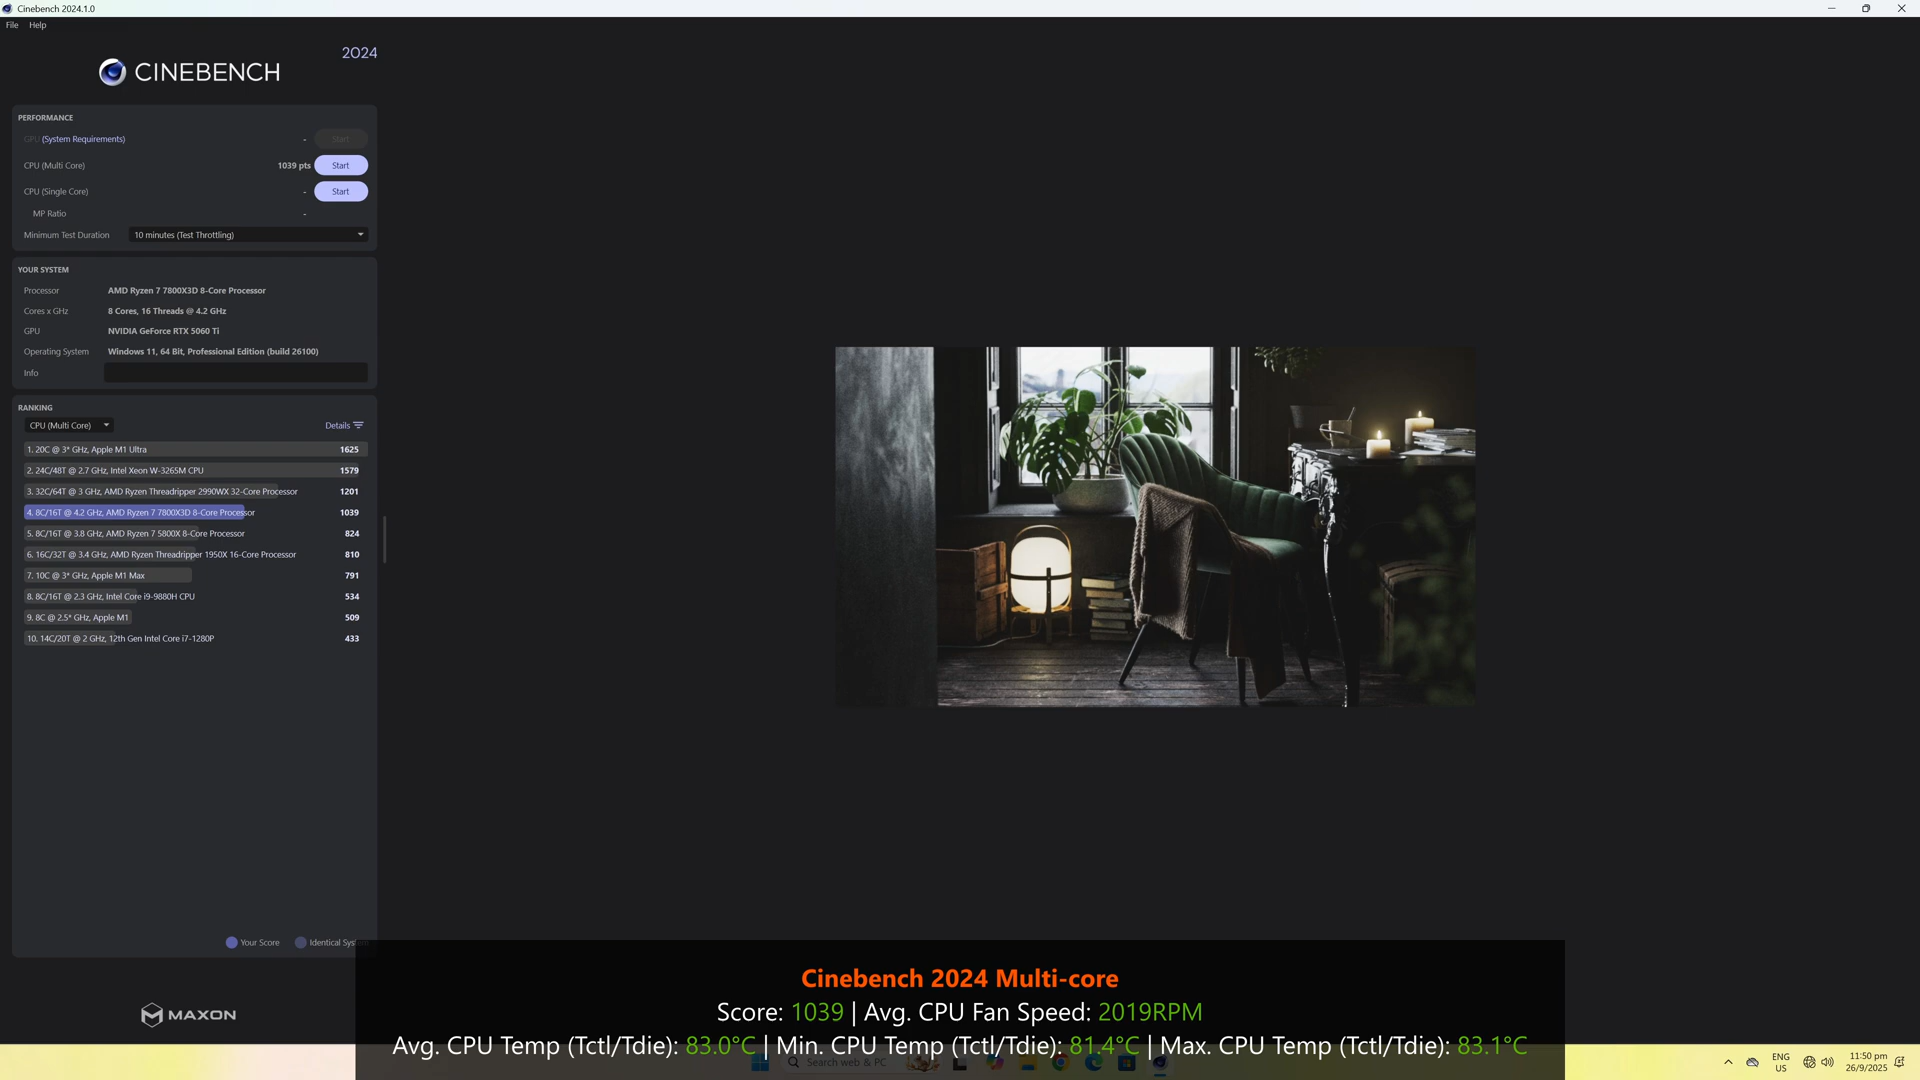 Cinebench 2024.1.0
File Help
2024
CINEBENCH
PERFORMANCE
GPU (System Requirements) - Start
CPU (Multi Core) 1039 pts Start
CPU (Single Core) - Start
MP Ratio -
Minimum Test Duration 10 minutes (Test Throttling)
YOUR SYSTEM
Processor AMD Ryzen 7 7800X3D 8-Core Processor
Cores x GHz 8 Cores, 16 Threads @ 4.2 GHz
GPU NVIDIA GeForce RTX 5060 Ti
Operating System Windows 11, 64 Bit, Professional Edition (build 26100)
Info
RANKING
CPU (Multi Core) Details
1. 20C @ 3* GHz, Apple M1 Ultra 1625
2. 24C/48T @ 2.7 GHz, Intel Xeon W-3265M CPU 1579
3. 32C/64T @ 3 GHz, AMD Ryzen Threadripper 2990WX 32-Core Processor 1201
4. 8C/16T @ 4.2 GHz, AMD Ryzen 7 7800X3D 8-Core Processor 1039
5. 8C/16T @ 3.8 GHz, AMD Ryzen 7 5800X 8-Core Processor 824
6. 16C/32T @ 3.4 GHz, AMD Ryzen Threadripper 1950X 16-Core Processor 810
7. 10C @ 3* GHz, Apple M1 Max 791
8. 8C/16T @ 2.3 GHz, Intel Core i9-9880H CPU 534
9. 8C @ 2.5* GHz, Apple M1 509
10. 14C/20T @ 2 GHz, 12th Gen Intel Core i7-1280P 433
Your Score Identical System
MAXON
Cinebench 2024 Multi-core
Score: 1039 | Avg. CPU Fan Speed: 2019RPM
Avg. CPU Temp (Tctl/Tdie): 83.0°C | Min. CPU Temp (Tctl/Tdie): 81.4°C | Max. CPU Temp (Tctl/Tdie): 83.1°C
Search web & PC
ENG
US
11:50 pm
26/9/2025